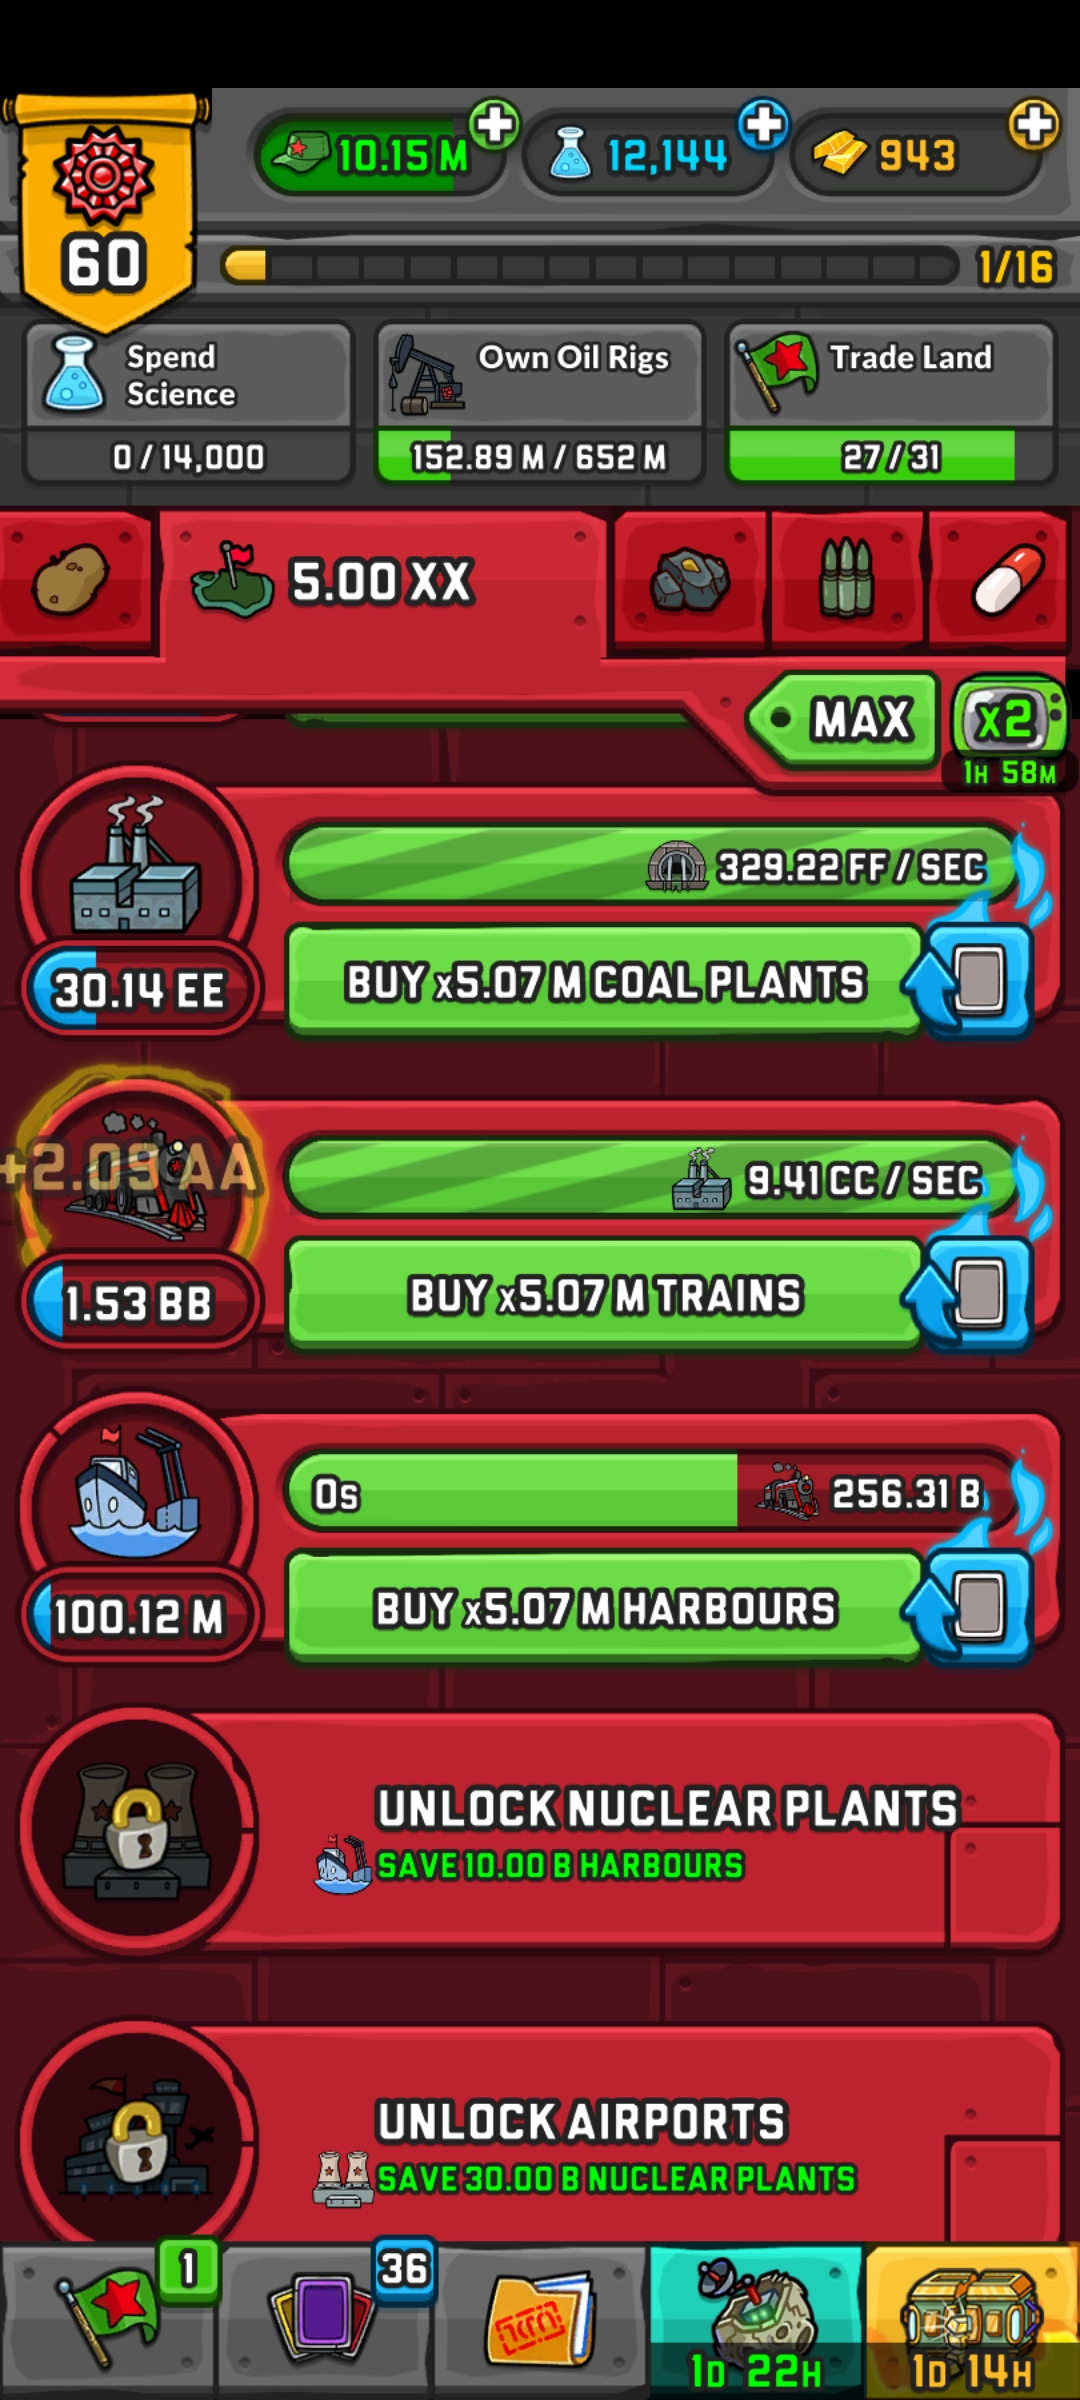 10.15 M
12,144
943
60
1/16
Spend
Science
0 / 14,000
Own Oil Rigs
152.89 M / 652 M
Trade Land
27 / 31
5.00 XX
MAX
x2
1H 58M
329.22 FF / SEC
30.14 EE
BUY x5.07 M COAL PLANTS
+2.09 AA
9.41 CC / SEC
1.53 BB
BUY x5.07 M TRAINS
0s
256.31 B
100.12 M
BUY x5.07 M HARBOURS
UNLOCK NUCLEAR PLANTS
SAVE 10.00 B HARBOURS
UNLOCK AIRPORTS
SAVE 30.00 B NUCLEAR PLANTS
1
36
1D 22H
1D 14H